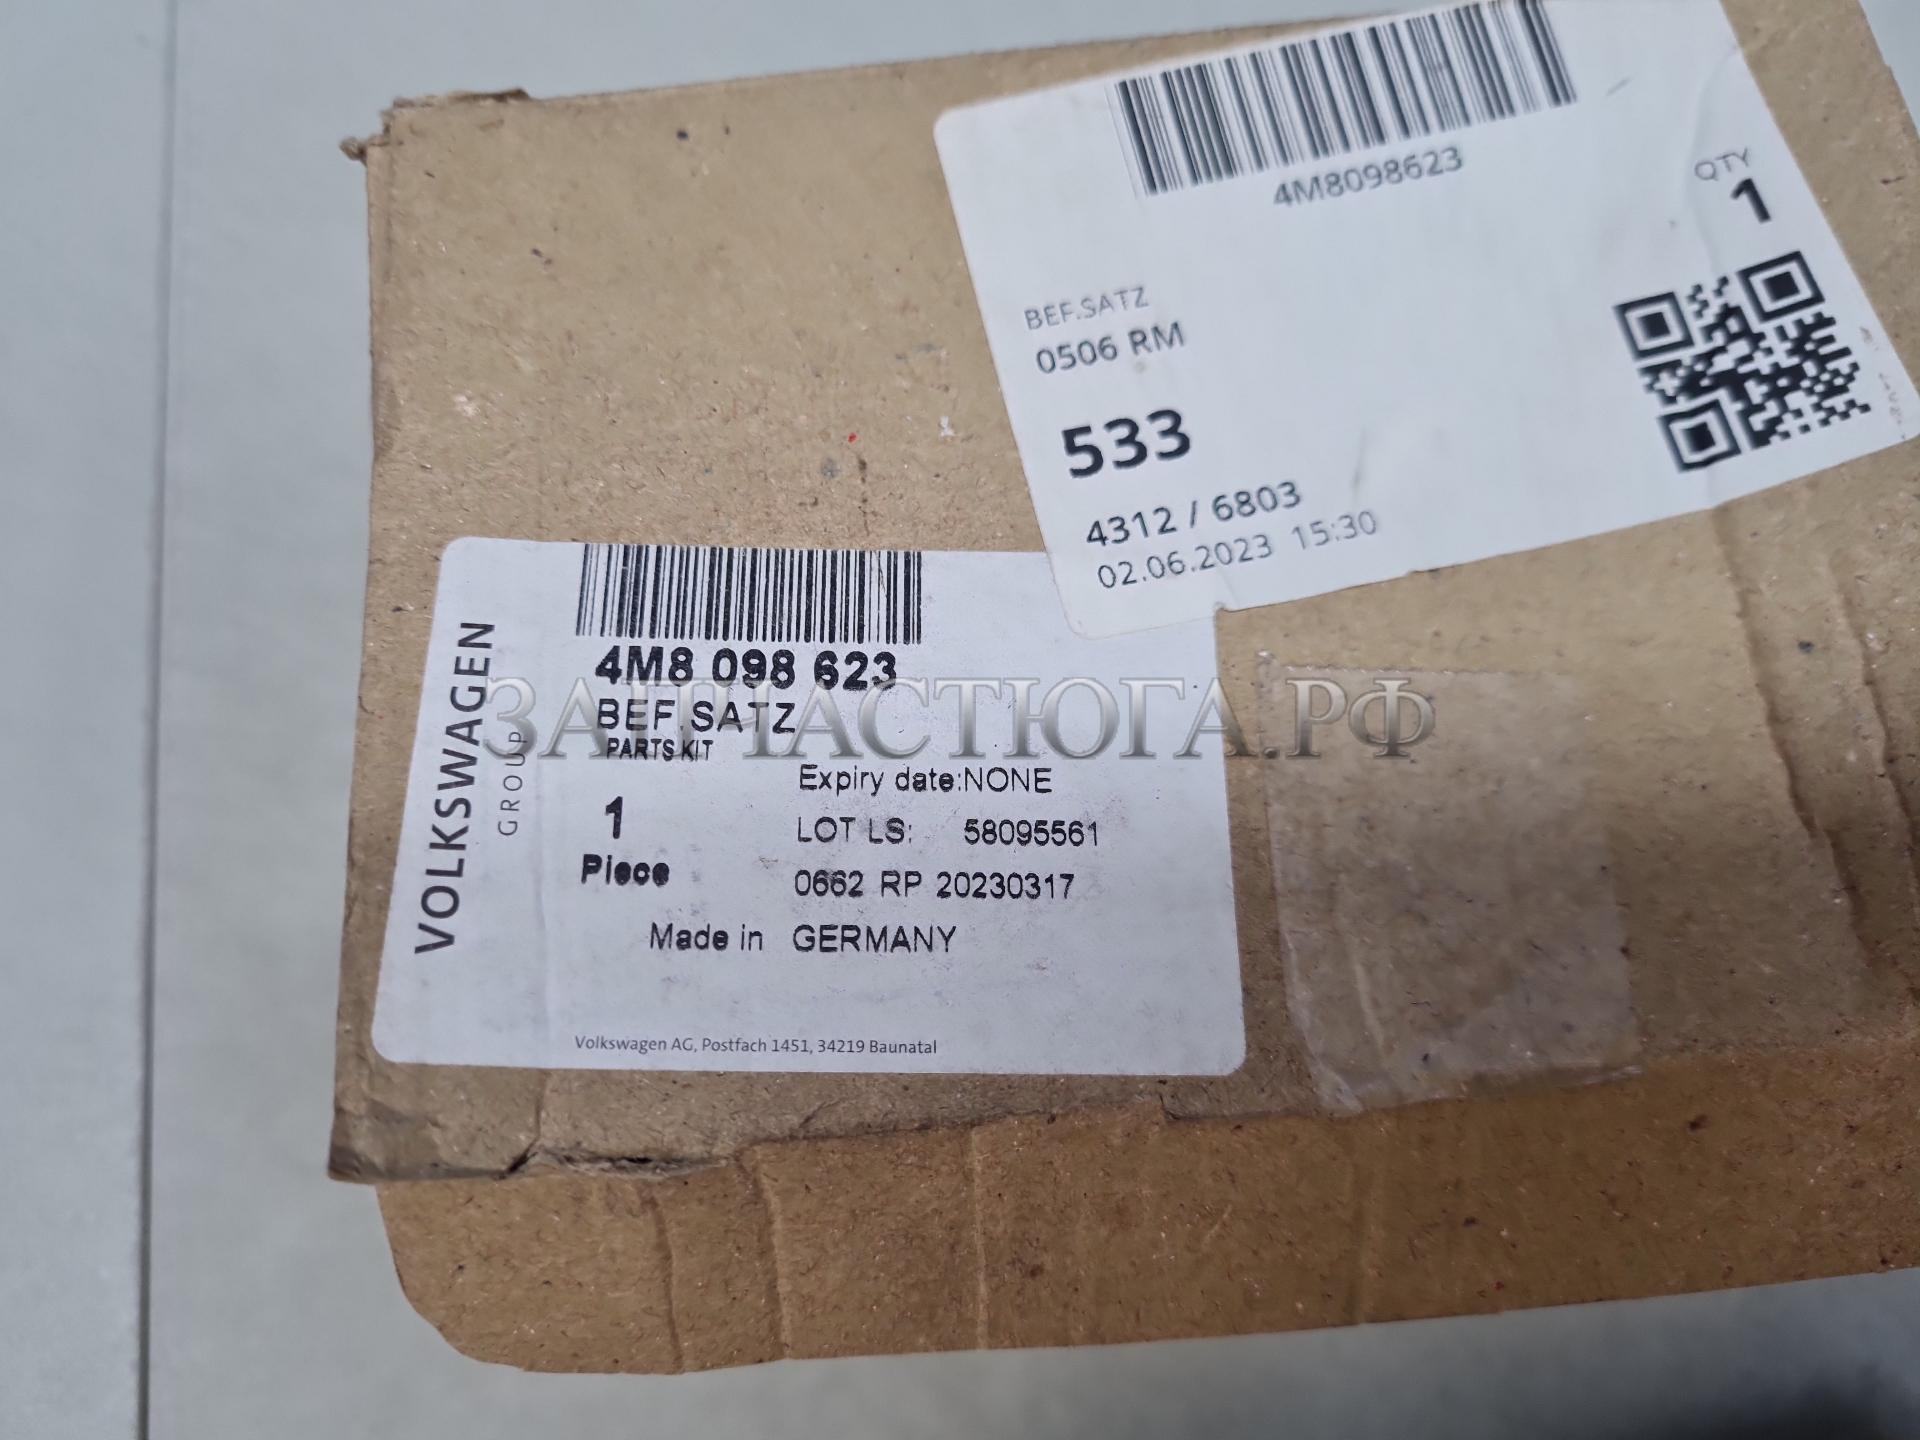 4M8098623
QTY
1
BEF.SATZ
0506 RM
533
4312 / 6803
02.06.2023 15:30
VOLKSWAGEN
GROUP
4M8 098 623
BEF.SATZ
PARTS KIT
1
Piece
Expiry date:NONE
LOT LS: 58095561
0662 RP 20230317
Made in GERMANY
Volkswagen AG, Postfach 1451, 34219 Baunatal
ЗАПЧАСТЮГА.РФ